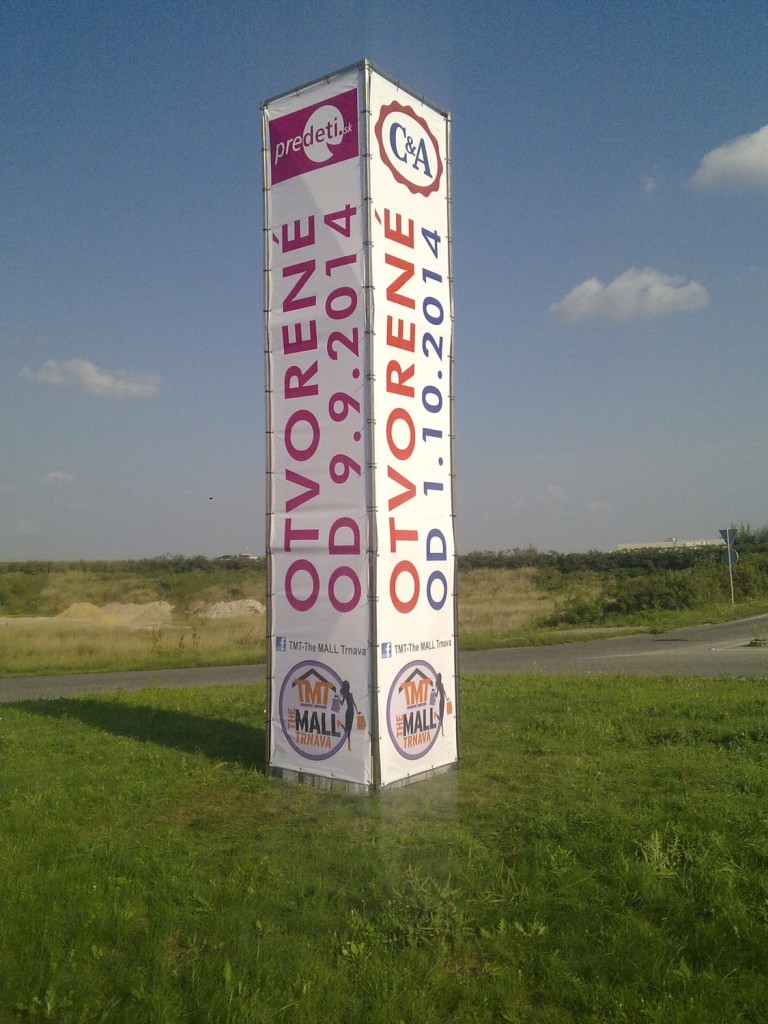 predeti.sk
OTVORENÉ
OD 9.9.2014
TMT-The MALL Trnava
TMT
THE
MALL
TRNAVA
C&A
OTVORENÉ
OD 1.10.2014
TMT-The MALL Trnava
TMT
THE
MALL
TRNAVA